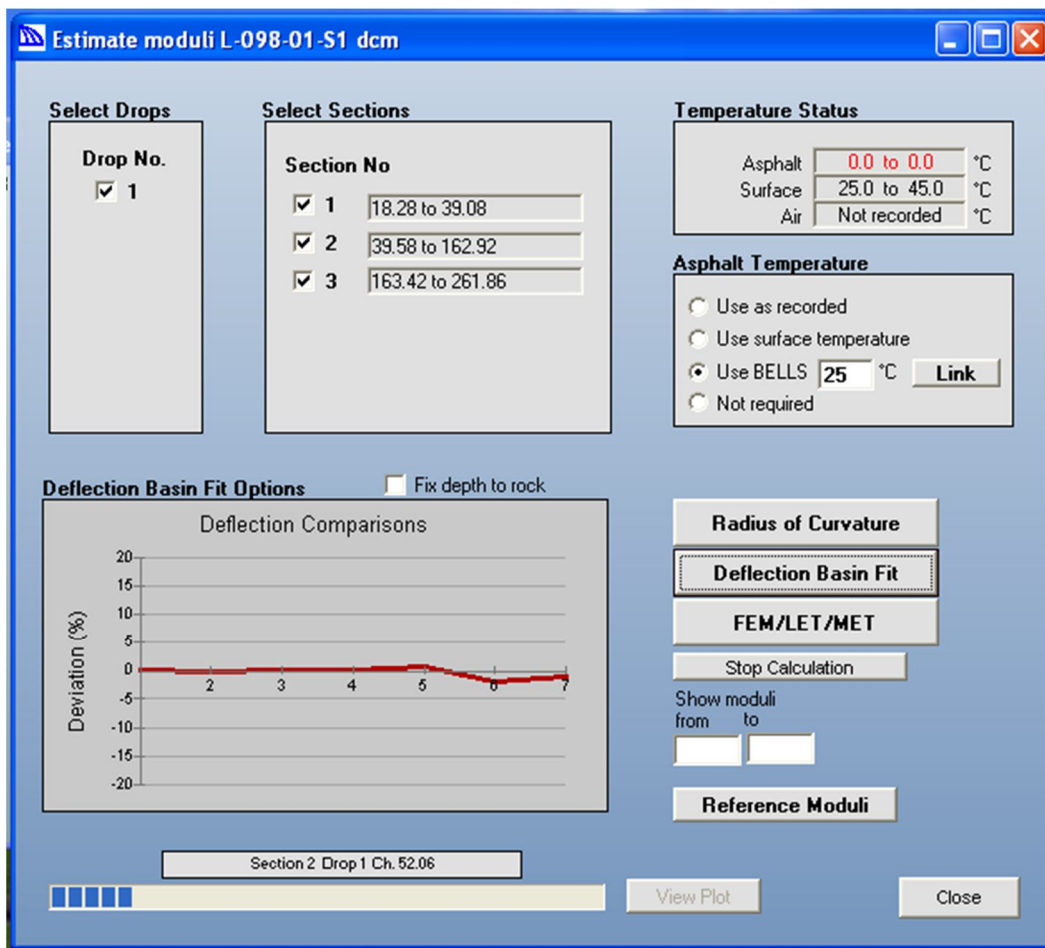 Estimate moduli L-098-01-S1 dcm
Select Drops
Drop No.
1
Select Sections
Section No
1 18.28 to 39.08
2 39.58 to 162.92
3 163.42 to 261.86
Temperature Status
Asphalt 0.0 to 0.0 °C
Surface 25.0 to 45.0 °C
Air Not recorded °C
Asphalt Temperature
Use as recorded
Use surface temperature
Use BELLS 25 °C Link
Not required
Deflection Basin Fit Options
Fix depth to rock
Deflection Comparisons
Deviation (%)
20
15
10
5
0
-5
-10
-15
-20
2 3 4 5 6 7
Radius of Curvature
Deflection Basin Fit
FEM/LET/MET
Stop Calculation
Show moduli
from to
Reference Moduli
Section 2 Drop 1 Ch. 52.06
View Plot
Close